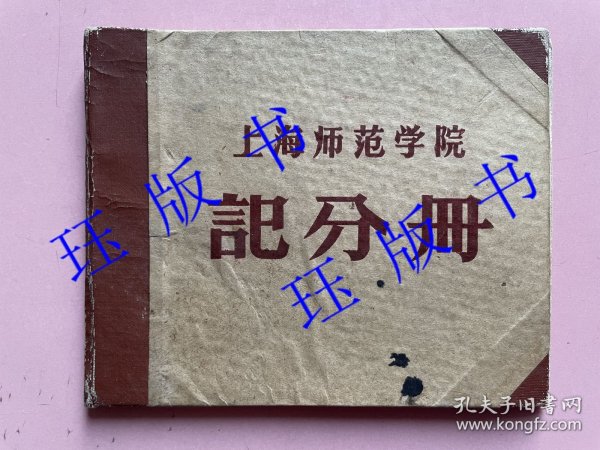 上海师范学院
記分册
珏版书
珏版书
孔夫子旧书网
www.kongfz.com